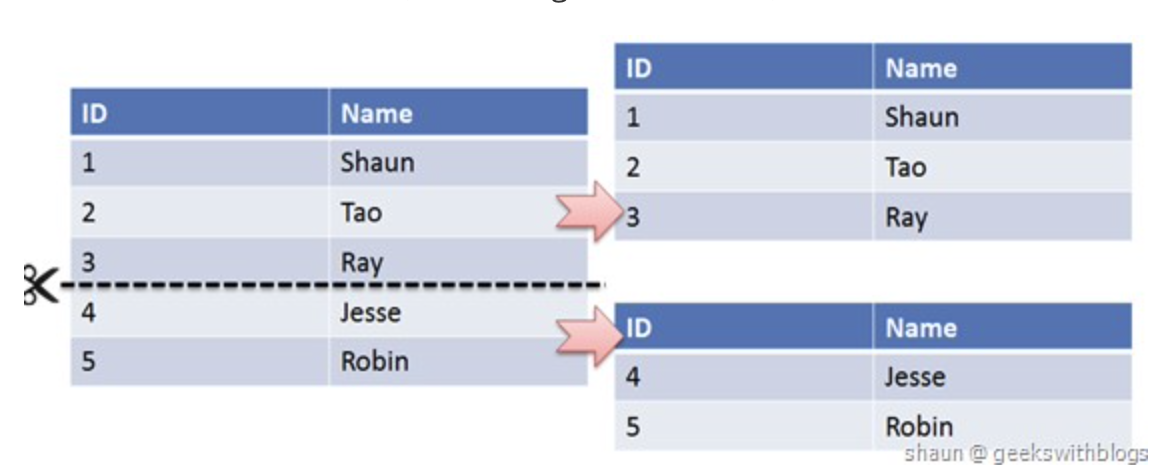 ID Name
1 Shaun
2 Tao
3 Ray
4 Jesse
5 Robin
ID Name
1 Shaun
2 Tao
3 Ray
ID Name
4 Jesse
5 Robin
shaun @ geekswithblogs